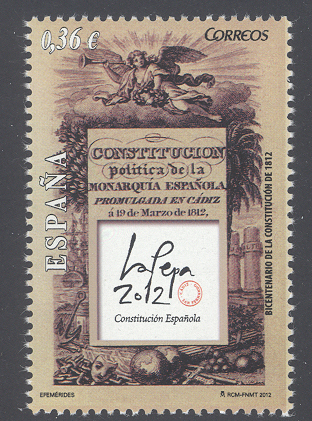 0,36 €
CORREOS
ESPAÑA
CONSTITUCION
política de la
MONARQUÍA ESPAÑOLA,
PROMULGADA EN CÁDIZ
á 19 de Marzo de 1812,
La Pepa
2012
Constitución Española
BICENTENARIO DE LA CONSTITUCIÓN DE 1812
EFEMÉRIDES
RCM-FNMT 2012